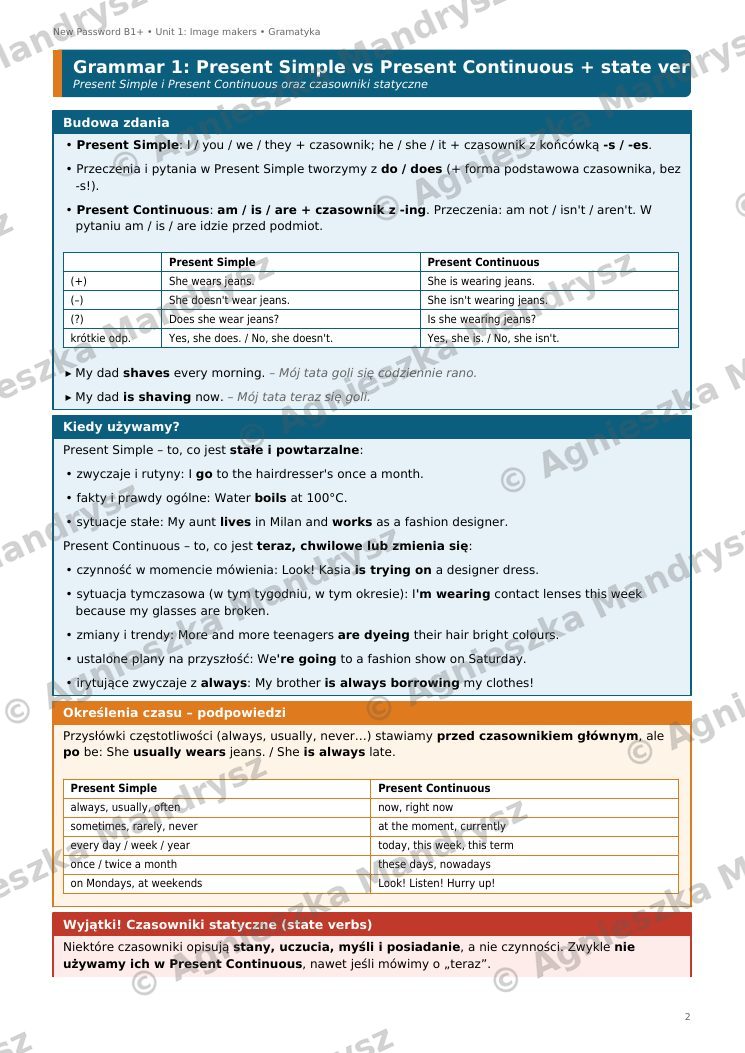 New Password B1+ • Unit 1: Image makers • Gramatyka
Grammar 1: Present Simple vs Present Continuous + state ver
Present Simple i Present Continuous oraz czasowniki statyczne
Budowa zdania
• Present Simple: I / you / we / they + czasownik; he / she / it + czasownik z końcówką -s / -es.
• Przeczenia i pytania w Present Simple tworzymy z do / does (+ forma podstawowa czasownika, bez
-s!).
• Present Continuous: am / is / are + czasownik z -ing. Przeczenia: am not / isn't / aren't. W
pytaniu am / is / are idzie przed podmiot.
Present Simple Present Continuous
(+) She wears jeans. She is wearing jeans.
(–) She doesn't wear jeans. She isn't wearing jeans.
(?) Does she wear jeans? Is she wearing jeans?
krótkie odp. Yes, she does. / No, she doesn't. Yes, she is. / No, she isn't.
▸ My dad shaves every morning. – Mój tata goli się codziennie rano.
▸ My dad is shaving now. – Mój tata teraz się goli.
Kiedy używamy?
Present Simple – to, co jest stałe i powtarzalne:
• zwyczaje i rutyny: I go to the hairdresser's once a month.
• fakty i prawdy ogólne: Water boils at 100°C.
• sytuacje stałe: My aunt lives in Milan and works as a fashion designer.
Present Continuous – to, co jest teraz, chwilowe lub zmienia się:
• czynność w momencie mówienia: Look! Kasia is trying on a designer dress.
• sytuacja tymczasowa (w tym tygodniu, w tym okresie): I'm wearing contact lenses this week
because my glasses are broken.
• zmiany i trendy: More and more teenagers are dyeing their hair bright colours.
• ustalone plany na przyszłość: We're going to a fashion show on Saturday.
• irytujące zwyczaje z always: My brother is always borrowing my clothes!
Określenia czasu – podpowiedzi
Przysłówki częstotliwości (always, usually, never…) stawiamy przed czasownikiem głównym, ale
po be: She usually wears jeans. / She is always late.
Present Simple Present Continuous
always, usually, often now, right now
sometimes, rarely, never at the moment, currently
every day / week / year today, this week, this term
once / twice a month these days, nowadays
on Mondays, at weekends Look! Listen! Hurry up!
Wyjątki! Czasowniki statyczne (state verbs)
Niektóre czasowniki opisują stany, uczucia, myśli i posiadanie, a nie czynności. Zwykle nie
używamy ich w Present Continuous, nawet jeśli mówimy o „teraz”.
2
© Agnieszka Mandrysz